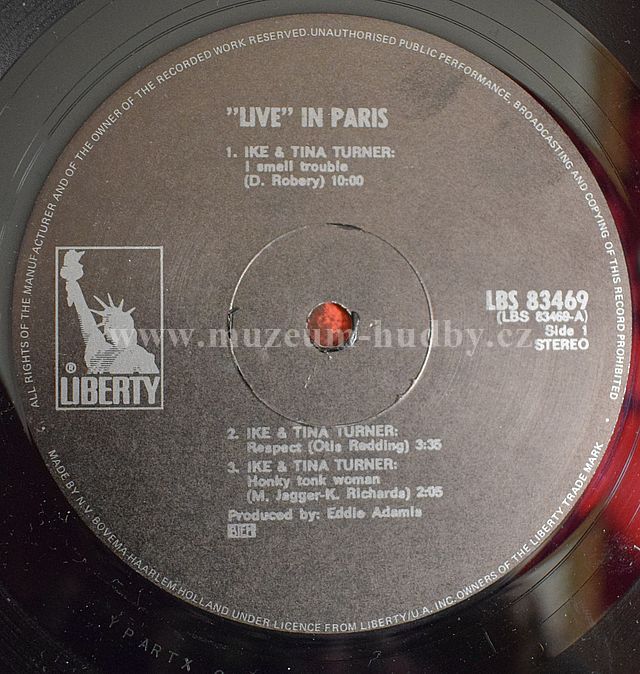 ALL RIGHTS OF THE MANUFACTURER AND OF THE OWNER OF THE RECORDED WORK RESERVED. UNAUTHORISED PUBLIC PERFORMANCE, BROADCASTING AND COPYING OF THIS RECORD PROHIBITED
"LIVE" IN PARIS
1. IKE & TINA TURNER:
I smell trouble
(D. Robery) 10:00
LBS 83469
(LBS 83469-A)
Side 1
STEREO
www.muzeum-hudby.cz
® LIBERTY
2. IKE & TINA TURNER:
Respect (Otis Redding) 3:35
3. IKE & TINA TURNER:
Honky tonk woman
(M. Jagger-K. Richards) 2:05
Produced by: Eddie Adamis
MADE BY N.V. BOVEMA HAARLEM-HOLLAND UNDER LICENCE FROM LIBERTY/U A. INC. OWNERS OF THE LIBERTY TRADE MARK
YPARTX